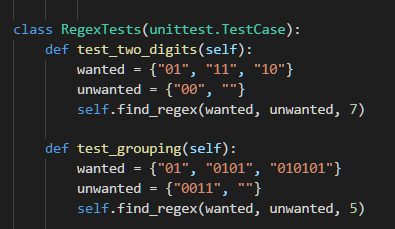 class RegexTests(unittest.TestCase):
def test_two_digits(self):
wanted = {"01", "11", "10"}
unwanted = {"00", ""}
self.find_regex(wanted, unwanted, 7)
def test_grouping(self):
wanted = {"01", "0101", "010101"}
unwanted = {"0011", ""}
self.find_regex(wanted, unwanted, 5)